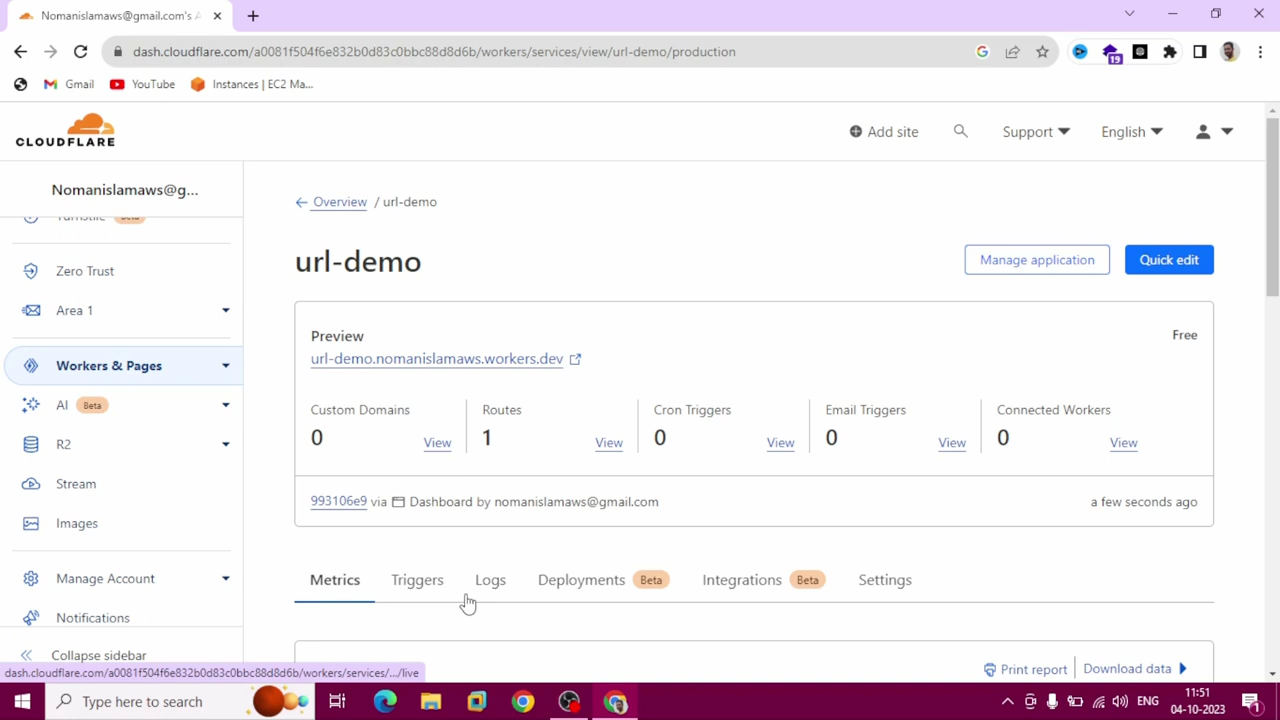 Nomanislamaws@gmail.com's A
dash.cloudflare.com/a0081f504f6e832b0d83c0bbc88d8d6b/workers/services/view/url-demo/production
19
Gmail
YouTube
Instances | EC2 Ma...
CLOUDFLARE
Add site
Support
English
Nomanislamaws@g...
Turnstile Beta
Zero Trust
Area 1
Workers & Pages
AI Beta
R2
Stream
Images
Manage Account
Notifications
Collapse sidebar
Overview / url-demo
url-demo
Manage application
Quick edit
Preview
Free
url-demo.nomanislamaws.workers.dev
Custom Domains
0
View
Routes
1
View
Cron Triggers
0
View
Email Triggers
0
View
Connected Workers
0
View
993106e9 via Dashboard by nomanislamaws@gmail.com
a few seconds ago
Metrics
Triggers
Logs
Deployments Beta
Integrations Beta
Settings
Print report
Download data
dash.cloudflare.com/a0081f504f6e832b0d83c0bbc88d8d6b/workers/services/.../live
Type here to search
ENG
11:51
04-10-2023
1